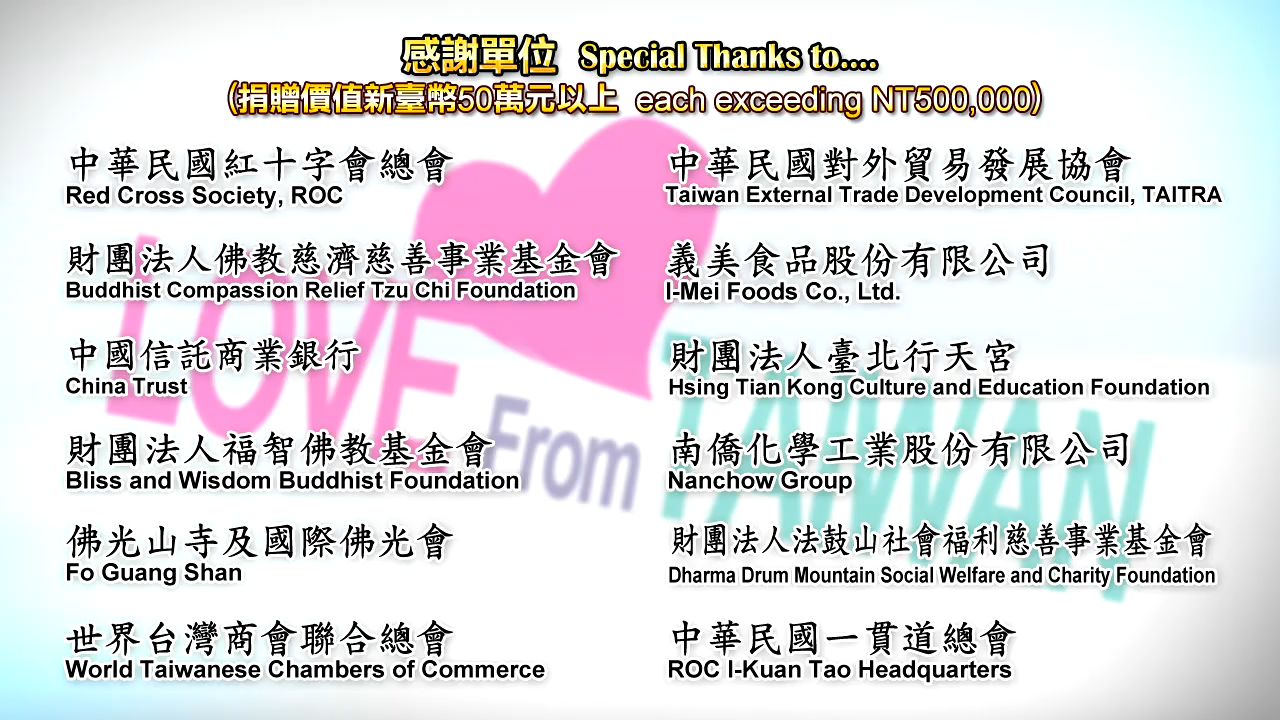 感謝單位 Special Thanks to....
(捐贈價值新臺幣50萬元以上 each exceeding NT500,000)
中華民國紅十字會總會
Red Cross Society, ROC
財團法人佛教慈濟慈善事業基金會
Buddhist Compassion Relief Tzu Chi Foundation
中國信託商業銀行
China Trust
財團法人福智佛教基金會
Bliss and Wisdom Buddhist Foundation
佛光山寺及國際佛光會
Fo Guang Shan
世界台灣商會聯合總會
World Taiwanese Chambers of Commerce
中華民國對外貿易發展協會
Taiwan External Trade Development Council, TAITRA
義美食品股份有限公司
I-Mei Foods Co., Ltd.
財團法人臺北行天宮
Hsing Tian Kong Culture and Education Foundation
南僑化學工業股份有限公司
Nanchow Group
財團法人法鼓山社會福利慈善事業基金會
Dharma Drum Mountain Social Welfare and Charity Foundation
中華民國一貫道總會
ROC I-Kuan Tao Headquarters
LOVE From TAIWAN